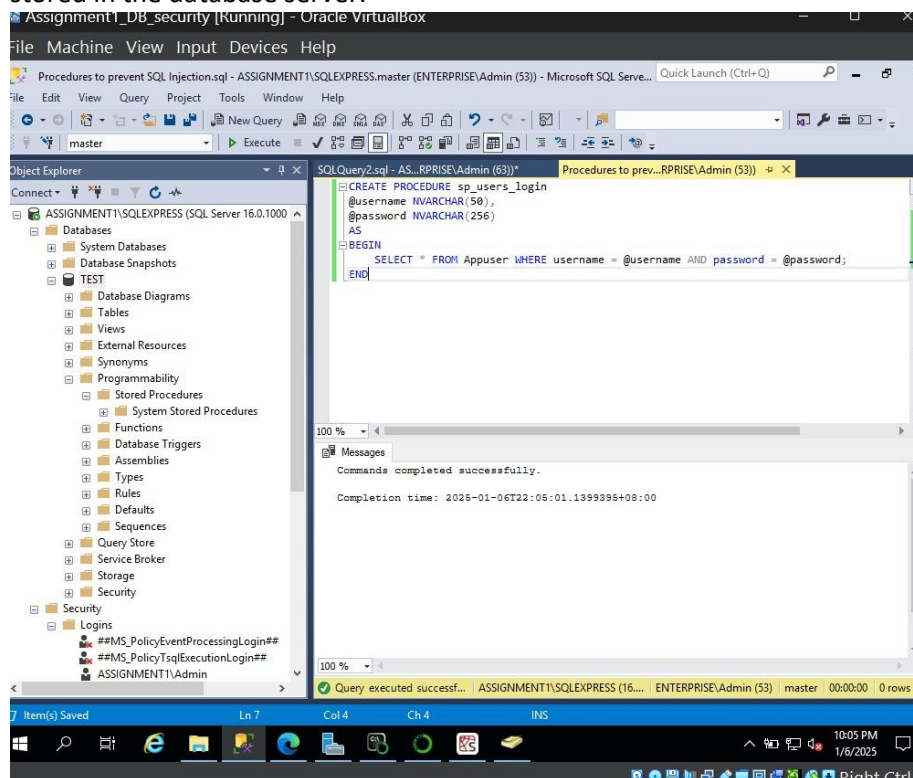 stored in the database server.
Assignment1_DB_security [Running] - Oracle VirtualBox
File Machine View Input Devices Help
Procedures to prevent SQL Injection.sql - ASSIGNMENT1\SQLEXPRESS.master (ENTERPRISE\Admin (53)) - Microsoft SQL Serve... Quick Launch (Ctrl+Q)
File Edit View Query Project Tools Window Help
New Query
master Execute
Object Explorer
SQLQuery2.sql - AS...RPRISE\Admin (63))* Procedures to prev...RPRISE\Admin (53))
Connect
ASSIGNMENT1\SQLEXPRESS (SQL Server 16.0.1000
Databases
System Databases
Database Snapshots
TEST
Database Diagrams
Tables
Views
External Resources
Synonyms
Programmability
Stored Procedures
System Stored Procedures
Functions
Database Triggers
Assemblies
Types
Rules
Defaults
Sequences
Query Store
Service Broker
Storage
Security
Security
Logins
##MS_PolicyEventProcessingLogin##
##MS_PolicyTsqlExecutionLogin##
ASSIGNMENT1\Admin
CREATE PROCEDURE sp_users_login
@username NVARCHAR(50),
@password NVARCHAR(256)
AS
BEGIN
SELECT * FROM Appuser WHERE username = @username AND password = @password;
END
100 %
Messages
Commands completed successfully.
Completion time: 2025-01-06T22:05:01.1399395+08:00
100 %
Query executed successf... ASSIGNMENT1\SQLEXPRESS (16.... ENTERPRISE\Admin (53) master 00:00:00 0 rows
Item(s) Saved Ln 7 Col 4 Ch 4 INS
10:05 PM
1/6/2025
Right Ctrl